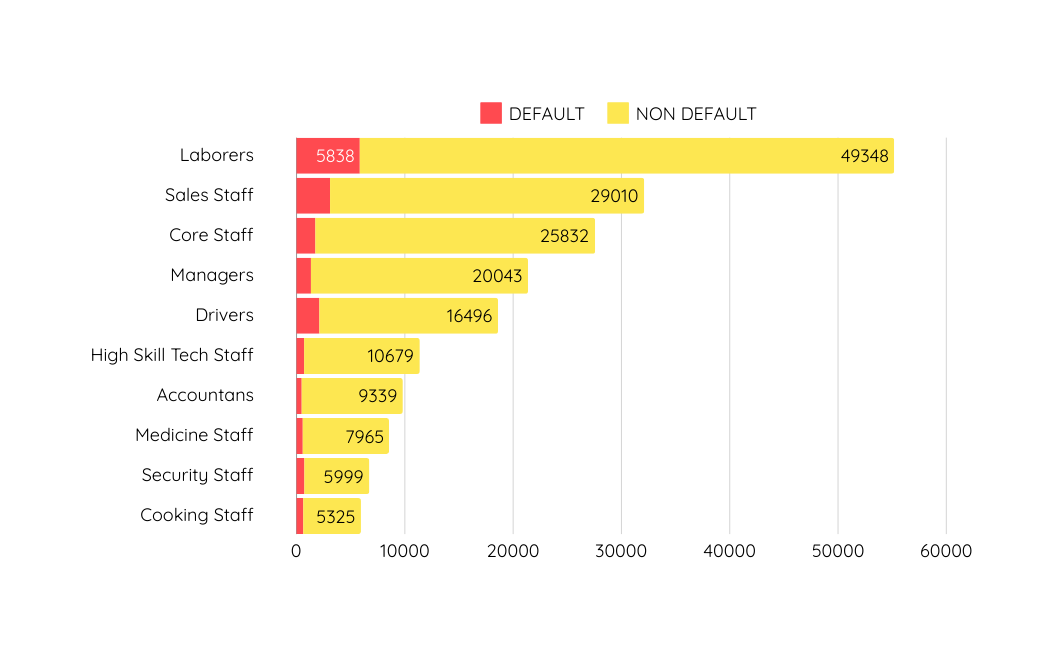 DEFAULT NON DEFAULT
Laborers 5838 49348
Sales Staff 29010
Core Staff 25832
Managers 20043
Drivers 16496
High Skill Tech Staff 10679
Accountans 9339
Medicine Staff 7965
Security Staff 5999
Cooking Staff 5325
0 10000 20000 30000 40000 50000 60000